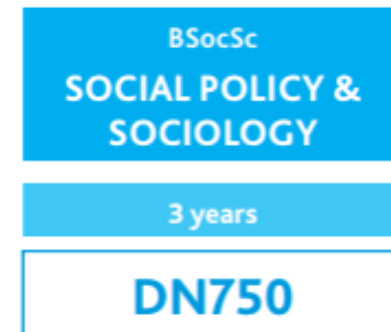 BSocSc
SOCIAL POLICY &
SOCIOLOGY
3 years
DN750